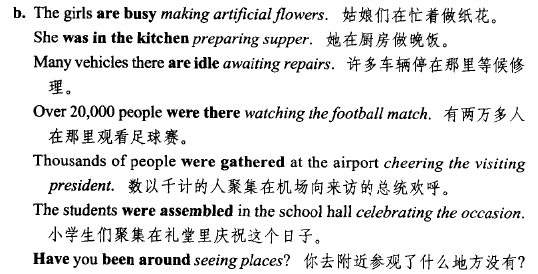 b. The girls are busy making artificial flowers. 姑娘们在忙着做纸花。
She was in the kitchen preparing supper. 她在厨房做晚饭。
Many vehicles there are idle awaiting repairs. 许多车辆停在那里等候修
理。
Over 20,000 people were there watching the football match. 有两万多人
在那里观看足球赛。
Thousands of people were gathered at the airport cheering the visiting
president. 数以千计的人聚集在机场向来访的总统欢呼。
The students were assembled in the school hall celebrating the occasion.
小学生们聚集在礼堂里庆祝这个日子。
Have you been around seeing places? 你去附近参观了什么地方没有?